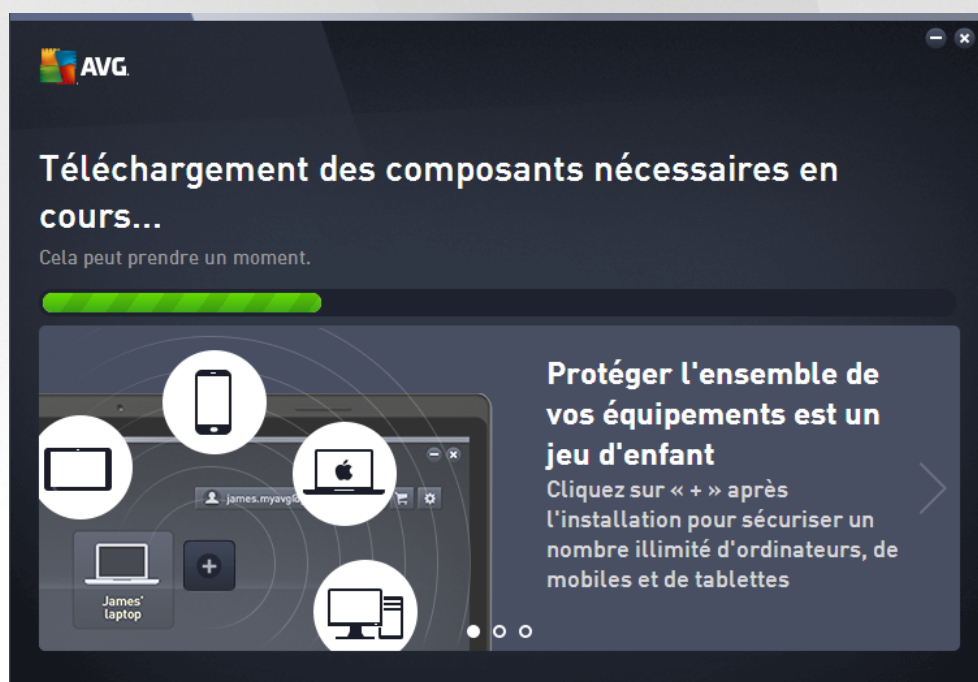 AVG
Téléchargement des composants nécessaires en
cours...
Cela peut prendre un moment.
Protéger l'ensemble de
vos équipements est un
jeu d'enfant
Cliquez sur « + » après
l'installation pour sécuriser un
nombre illimité d'ordinateurs, de
mobiles et de tablettes
+
James'
laptop